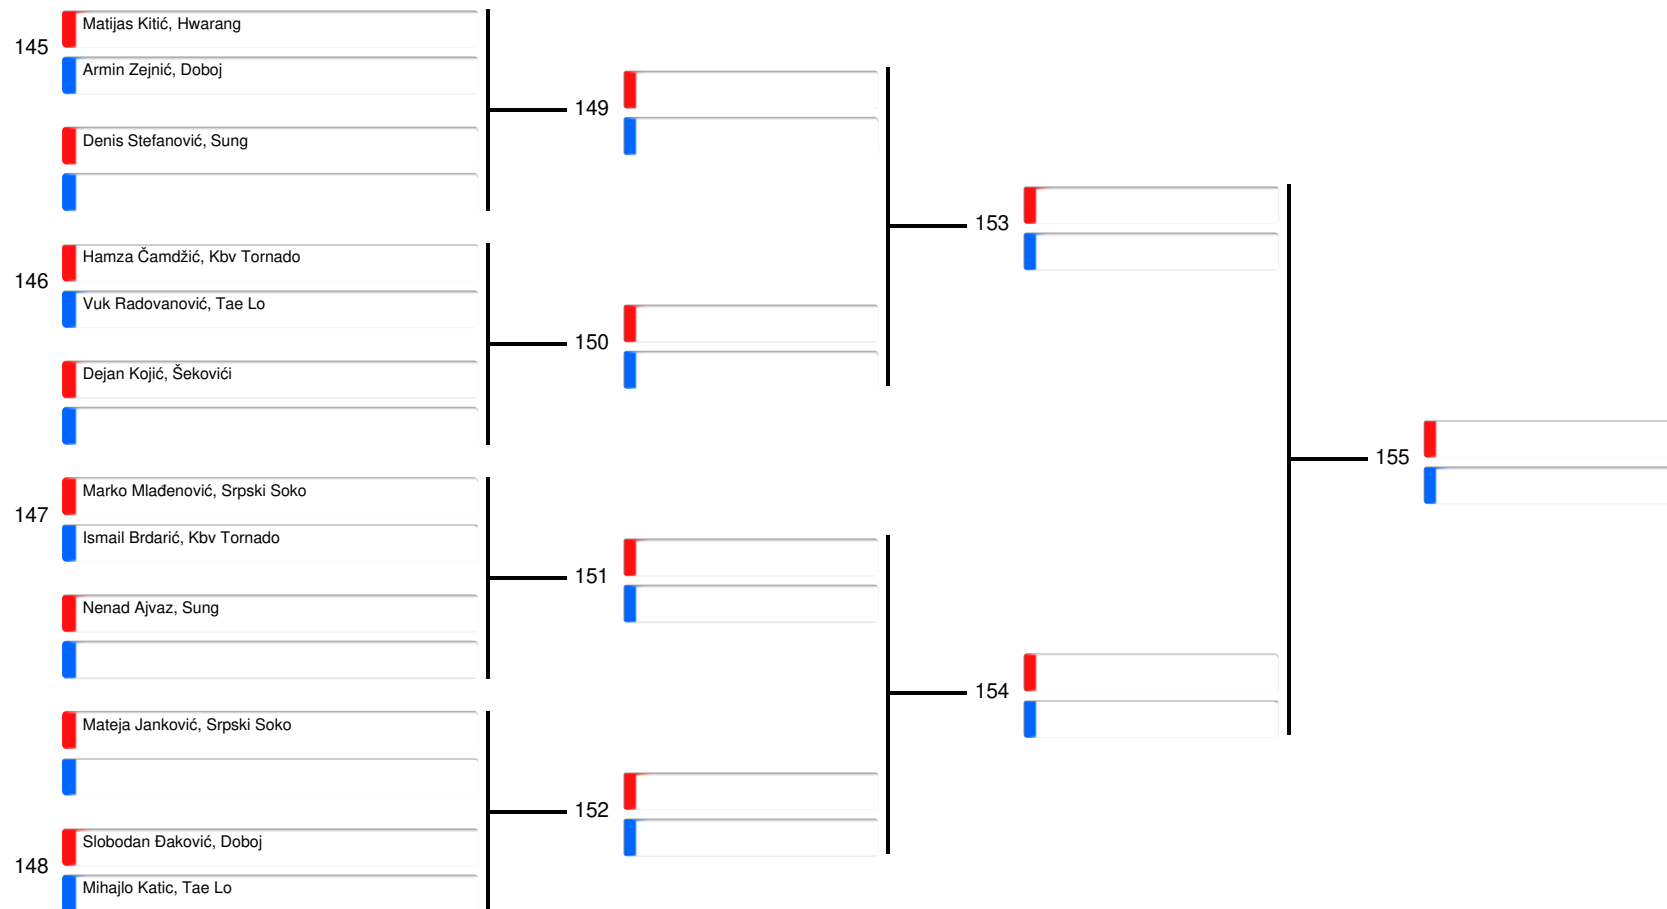 145
Matijas Kitić, Hwarang
Armin Zejnić, Doboj
Denis Stefanović, Sung
146
Hamza Čamdžić, Kbv Tornado
Vuk Radovanović, Tae Lo
Dejan Kojić, Šekovići
147
Marko Mlađenović, Srpski Soko
Ismail Brdarić, Kbv Tornado
Nenad Ajvaz, Sung
Mateja Janković, Srpski Soko
148
Slobodan Đaković, Doboj
Mihajlo Katic, Tae Lo
149
150
151
152
153
154
155